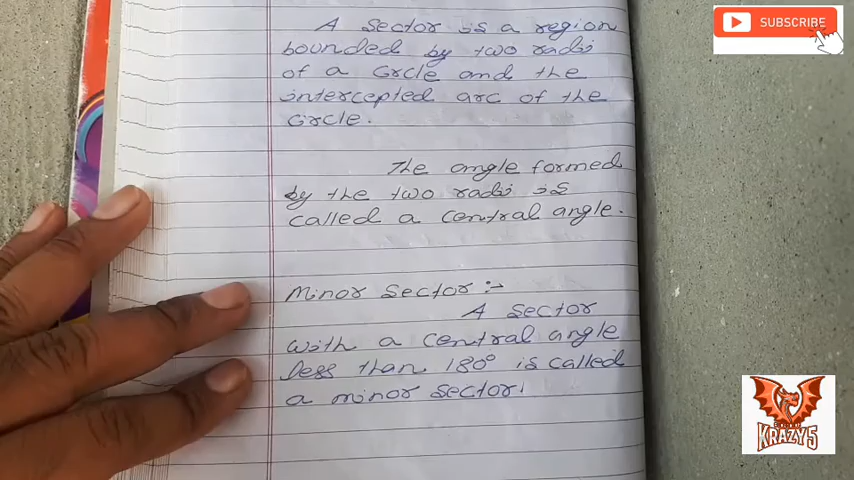 A Sector is a region
bounded by two radii
of a Circle and the
intercepted arc of the
Circle.
The angle formed
by the two radii is
called a central angle.
Minor Sector :-
A Sector
with a central angle
less than 180° is called
a minor sector.
SUBSCRIBE
KRAZY5